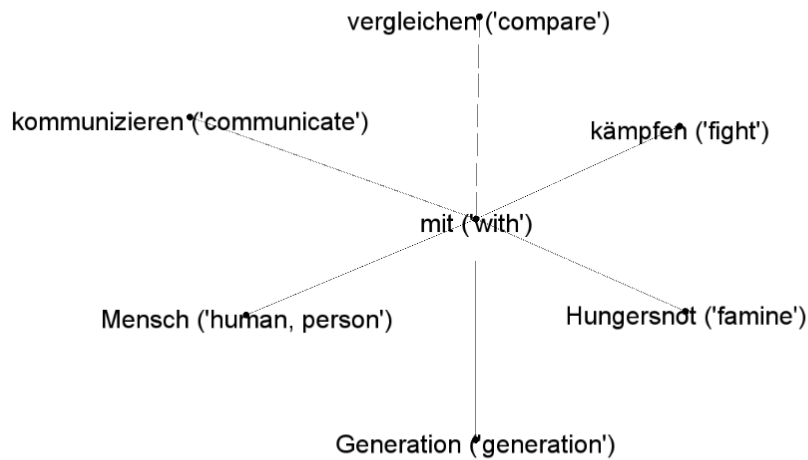 vergleichen ('compare')
kommunizieren ('communicate')
kämpfen ('fight')
mit ('with')
Mensch ('human, person')
Hungersnot ('famine')
Generation ('generation')